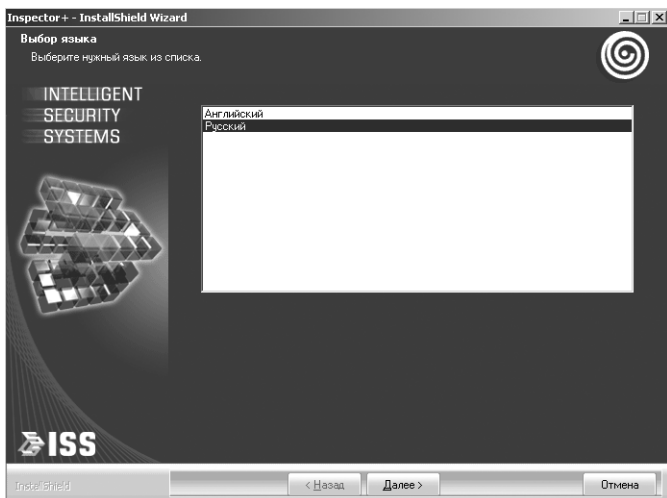 Inspector+ - InstallShield Wizard
Выбор языка
Выберите нужный язык из списка.
INTELLIGENT
SECURITY
SYSTEMS
Английский
Русский
ISS
InstallShield
< Назад
Далее >
Отмена